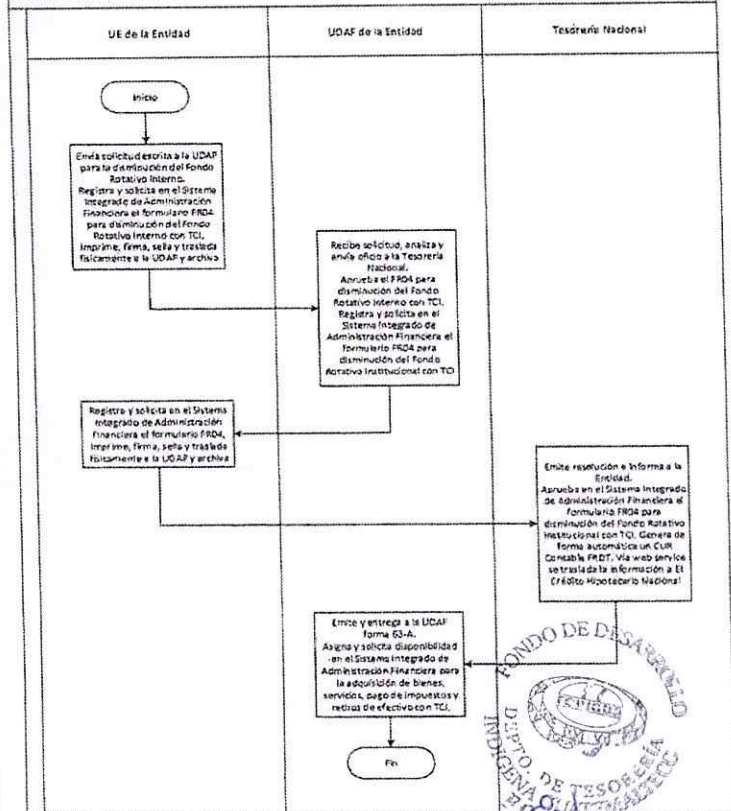 UE de la Entidad
UDAF de la Entidad
Tesorería Nacional
Inicio
Envía solicitud escrita a la UDAF
para la disminución del Fondo
Rotativo Interno.
Registra y solicita en el Sistema
Integrado de Administración
Financiera el formulario FR04
para disminución del Fondo
Rotativo Interno con TCI,
imprime, firma, sella y traslada
físicamente a la UDAF y archiva
Recibe solicitud, analiza y
envía oficio a la Tesorería
Nacional.
Aprueba el FR04 para
disminución del Fondo
Rotativo Interno con TCI.
Registra y solicita en el
Sistema Integrado de
Administración Financiera el
formulario FR04 para
disminución del Fondo
Rotativo Institucional con TCI
Registra y solicita en el Sistema
Integrado de Administración
Financiera el formulario FR04,
imprime, firma, sella y traslada
físicamente a la UDAF y archiva
Emite resolución e informa a la
Entidad.
Aprueba en el Sistema Integrado
de Administración Financiera el
formulario FR04 para
disminución del Fondo Rotativo
Institucional con TCI. Genera de
forma automática un CUR
Contable FRDT. Vía web service
se traslada la información a El
Crédito Hipotecario Nacional
Emite y entrega a la UDAF
forma 63-A.
Asigna y solicita disponibilidad
en el Sistema Integrado de
Administración Financiera para
la adquisición de bienes,
servicios, pago de impuestos y
retiros de efectivo con TCI.
Fin
FONDO DE DESARROLLO
INDIGENA GUATEMALTECO
DEPTO. DE TESORERÍA